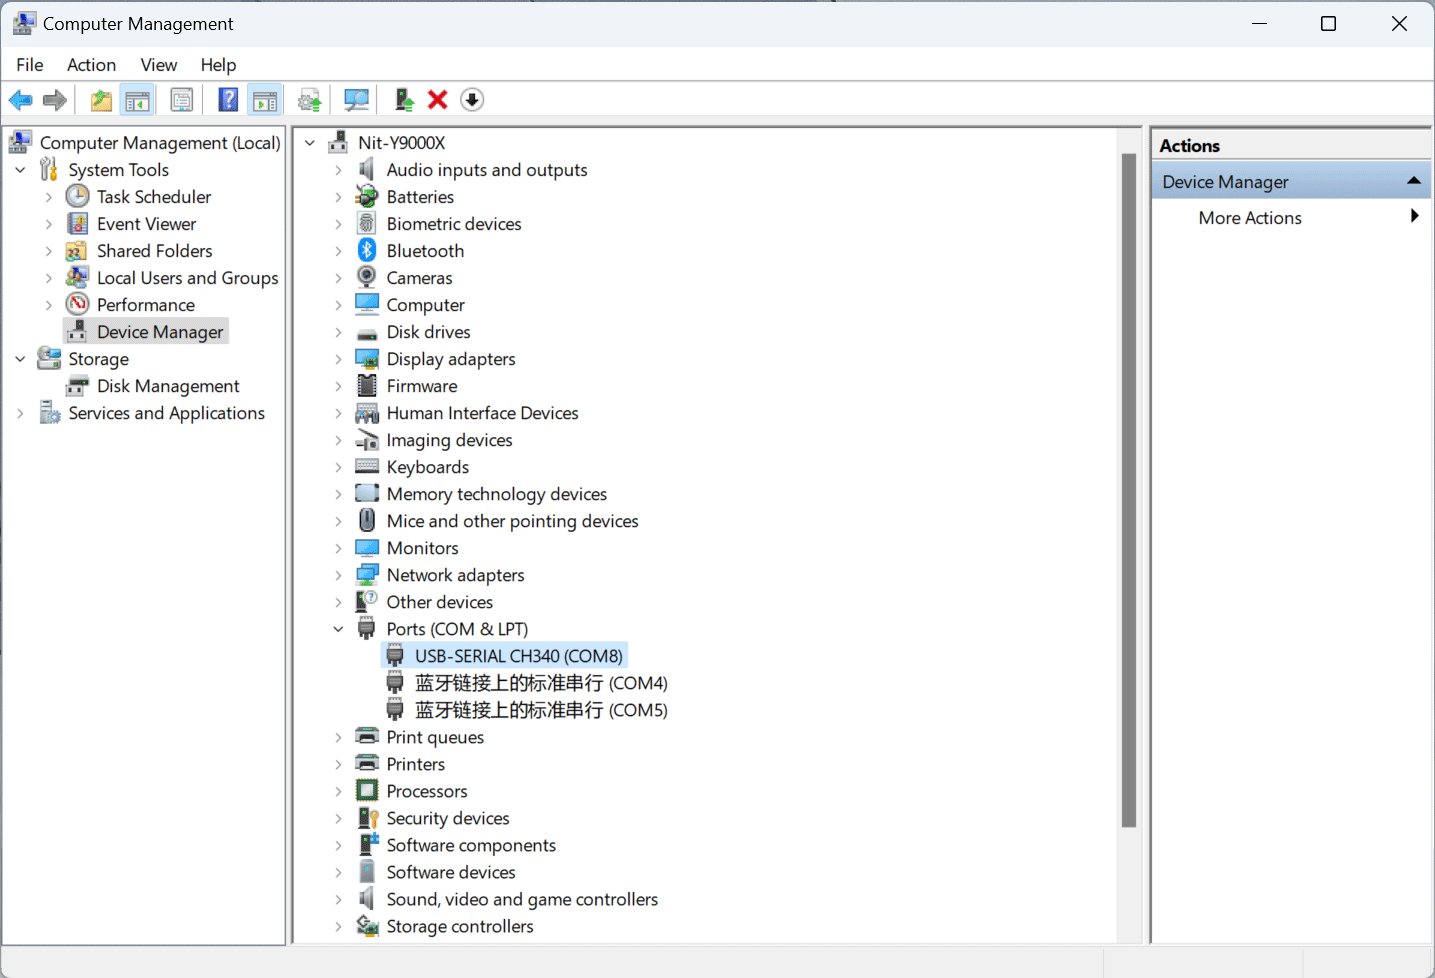 Computer Management
File Action View Help
Computer Management (Local)
System Tools
Task Scheduler
Event Viewer
Shared Folders
Local Users and Groups
Performance
Device Manager
Storage
Disk Management
Services and Applications
Nit-Y9000X
Audio inputs and outputs
Batteries
Biometric devices
Bluetooth
Cameras
Computer
Disk drives
Display adapters
Firmware
Human Interface Devices
Imaging devices
Keyboards
Memory technology devices
Mice and other pointing devices
Monitors
Network adapters
Other devices
Ports (COM & LPT)
USB-SERIAL CH340 (COM8)
蓝牙链接上的标准串行 (COM4)
蓝牙链接上的标准串行 (COM5)
Print queues
Printers
Processors
Security devices
Software components
Software devices
Sound, video and game controllers
Storage controllers
Actions
Device Manager
More Actions